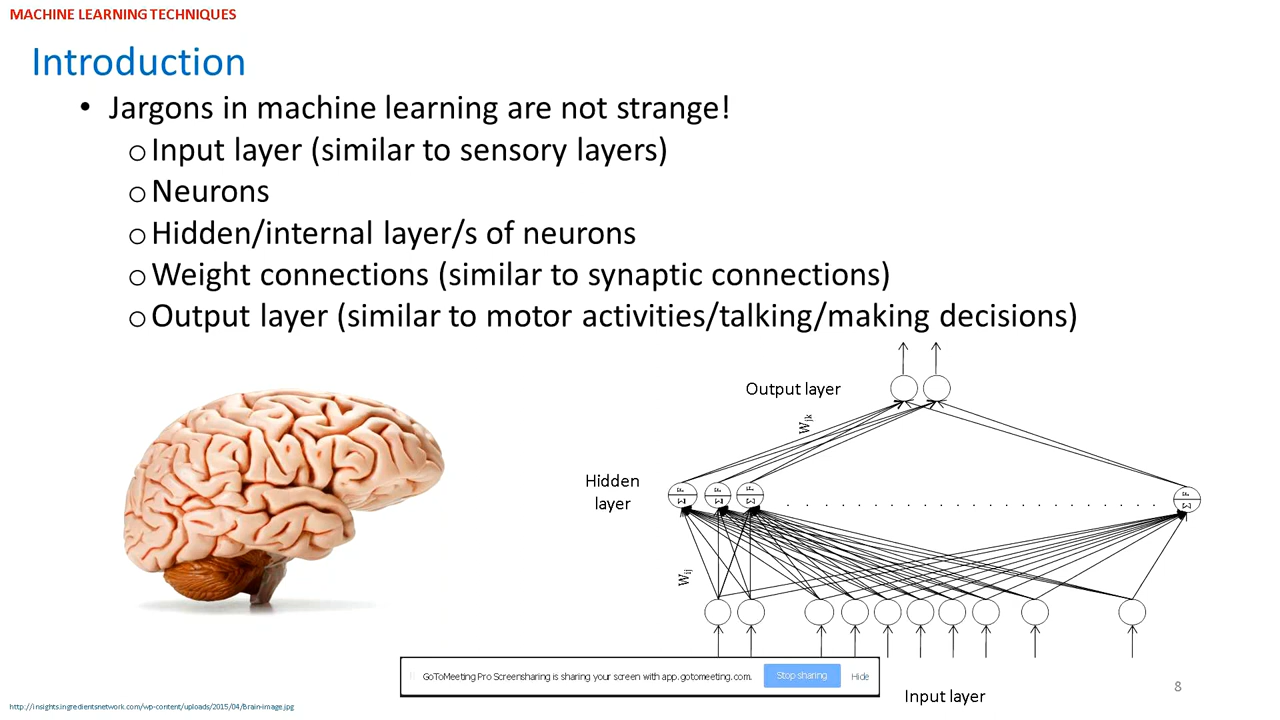 MACHINE LEARNING TECHNIQUES
Introduction
• Jargons in machine learning are not strange!
o Input layer (similar to sensory layers)
o Neurons
o Hidden/internal layer/s of neurons
o Weight connections (similar to synaptic connections)
o Output layer (similar to motor activities/talking/making decisions)
Output layer
Wjk
Hidden
layer
Σ F
Σ F
Σ F
. . . . . . . . . . . . . . . . . . . . .
Σ F
Wij
GoToMeeting Pro Screensharing is sharing your screen with app.gotomeeting.com.
Stop sharing
Hide
Input layer
8
http://insights.ingredientsnetwork.com/wp-content/uploads/2015/04/Brain-image.jpg